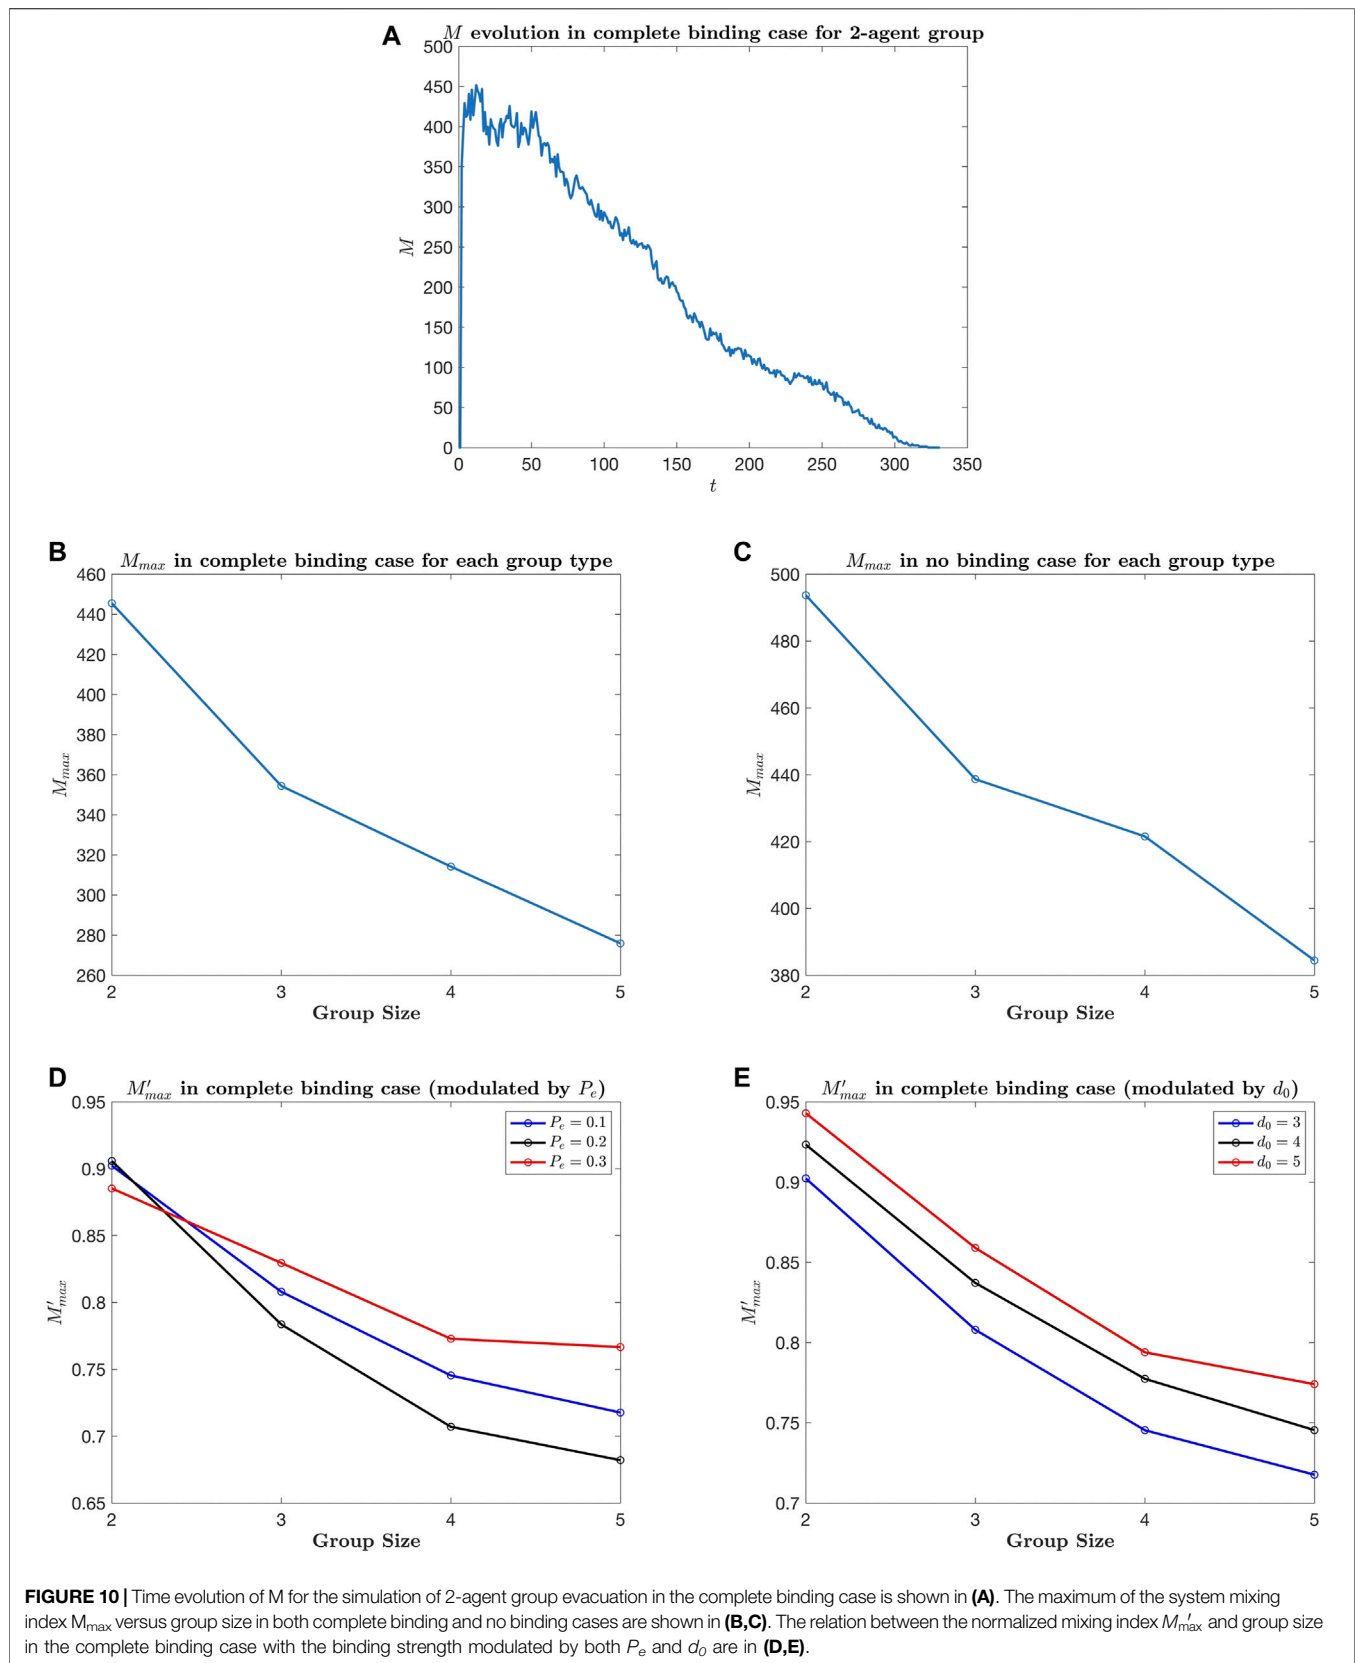 A
M evolution in complete binding case for 2-agent group
500
450
400
350
300
250
200
150
100
50
0
M
0 50 100 150 200 250 300 350
t
B
M_max in complete binding case for each group type
460
440
420
400
380
360
340
320
300
280
260
M_max
2 3 4 5
Group Size
C
M_max in no binding case for each group type
500
480
460
440
420
400
380
M_max
2 3 4 5
Group Size
D
M'_max in complete binding case (modulated by P_e)
0.95
0.9
0.85
0.8
0.75
0.7
0.65
M'_max
P_e = 0.1
P_e = 0.2
P_e = 0.3
2 3 4 5
Group Size
E
M'_max in complete binding case (modulated by d_0)
0.95
0.9
0.85
0.8
0.75
0.7
M'_max
d_0 = 3
d_0 = 4
d_0 = 5
2 3 4 5
Group Size
FIGURE 10 | Time evolution of M for the simulation of 2-agent group evacuation in the complete binding case is shown in (A). The maximum of the system mixing
index M_max versus group size in both complete binding and no binding cases are shown in (B,C). The relation between the normalized mixing index M'_max and group size
in the complete binding case with the binding strength modulated by both P_e and d_0 are in (D,E).